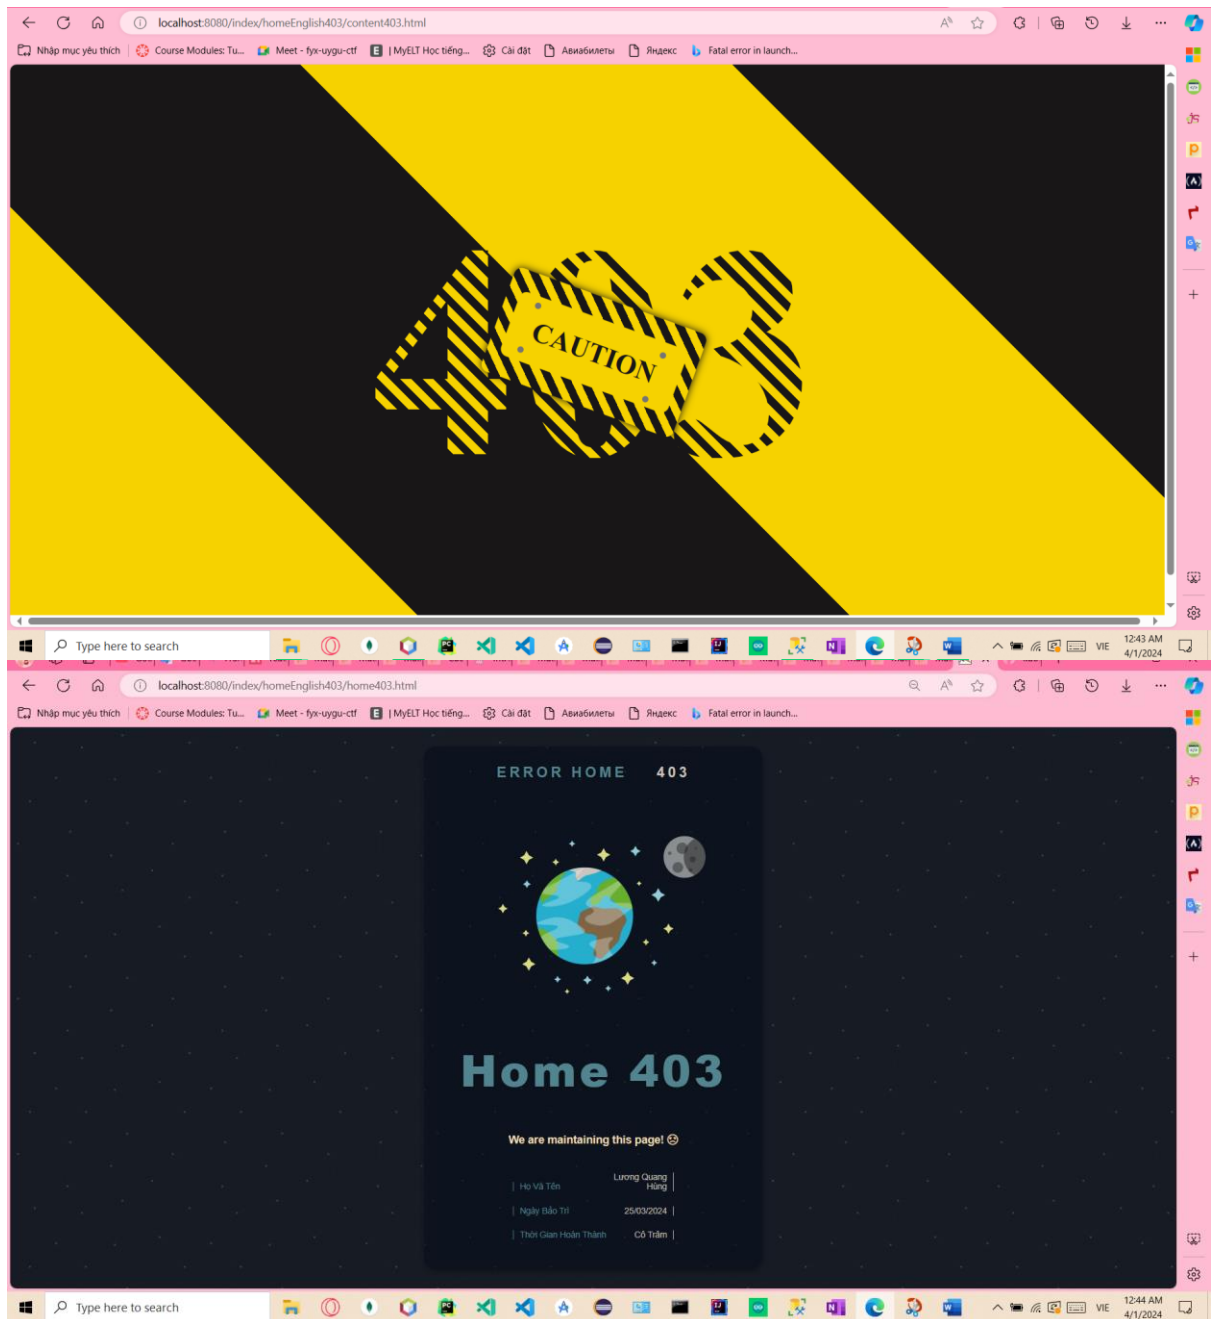 localhost:8080/index/homeEnglish403/content403.html
Nhập mục yêu thích Course Modules: Tu... Meet - fyx-uygu-ctf | MyELT Học tiếng... Cài đặt Авиабилеты Яндекс Fatal error in launch...
403
CAUTION
Type here to search VIE 12:43 AM
4/1/2024
localhost:8080/index/homeEnglish403/home403.html
Nhập mục yêu thích Course Modules: Tu... Meet - fyx-uygu-ctf | MyELT Học tiếng... Cài đặt Авиабилеты Яндекс Fatal error in launch...
ERROR HOME 403
Home 403
We are maintaining this page! ☹
| Họ Và Tên Lương Quang Hùng |
| Ngày Bảo Trì 25/03/2024 |
| Thời Gian Hoàn Thành Cô Trâm |
Type here to search VIE 12:44 AM
4/1/2024